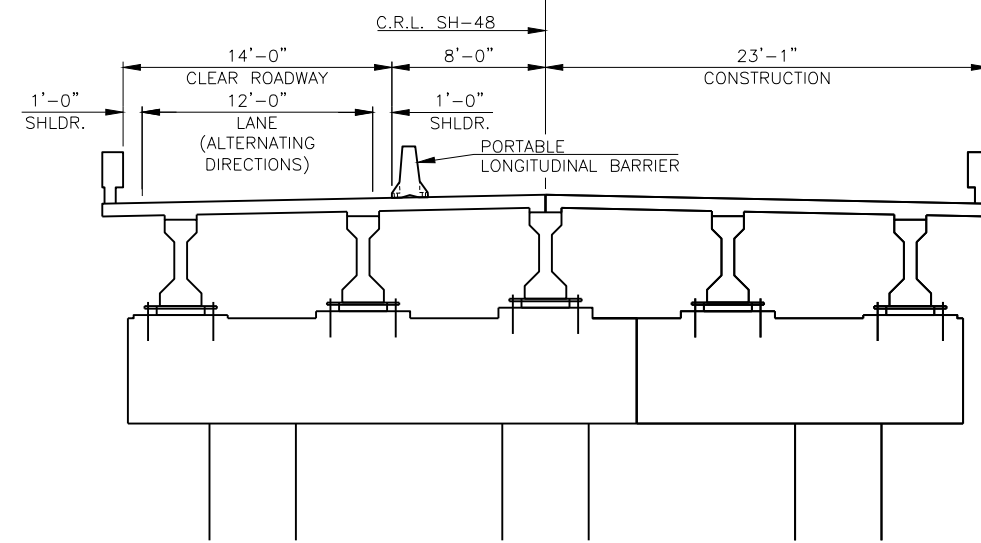 C.R.L. SH-48
14'-0"
CLEAR ROADWAY
8'-0"
23'-1"
CONSTRUCTION
1'-0"
SHLDR.
12'-0"
LANE
(ALTERNATING
DIRECTIONS)
1'-0"
SHLDR.
PORTABLE
LONGITUDINAL BARRIER